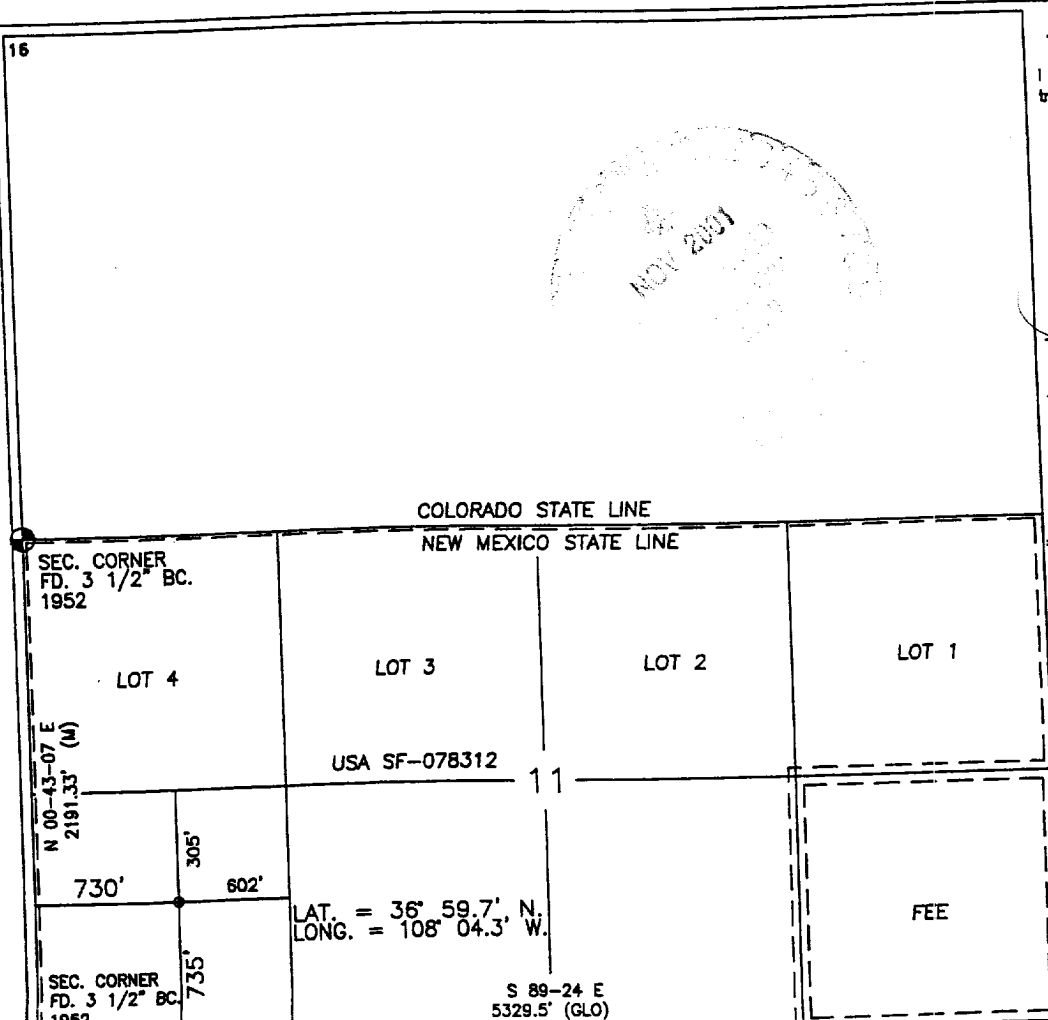 16
NOV 2001
COLORADO STATE LINE
NEW MEXICO STATE LINE
SEC. CORNER
FD. 3 1/2" BC.
1952
LOT 4
LOT 3
LOT 2
LOT 1
N 00-43-07 E
2191.33' (M)
USA SF-078312
11
305'
730'
602'
LAT. = 36° 59.7' N.
LONG. = 108° 04.3' W.
FEE
735'
SEC. CORNER
FD. 3 1/2" BC.
1952
S 89-24 E
5329.5' (GLO)